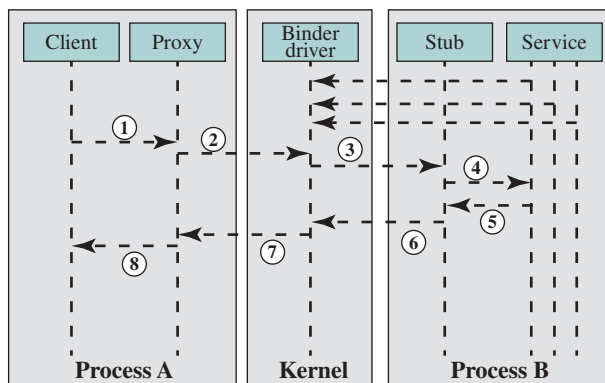 Client
Proxy
Binder
driver
Stub
Service
1
2
3
4
5
6
7
8
Process A
Kernel
Process B